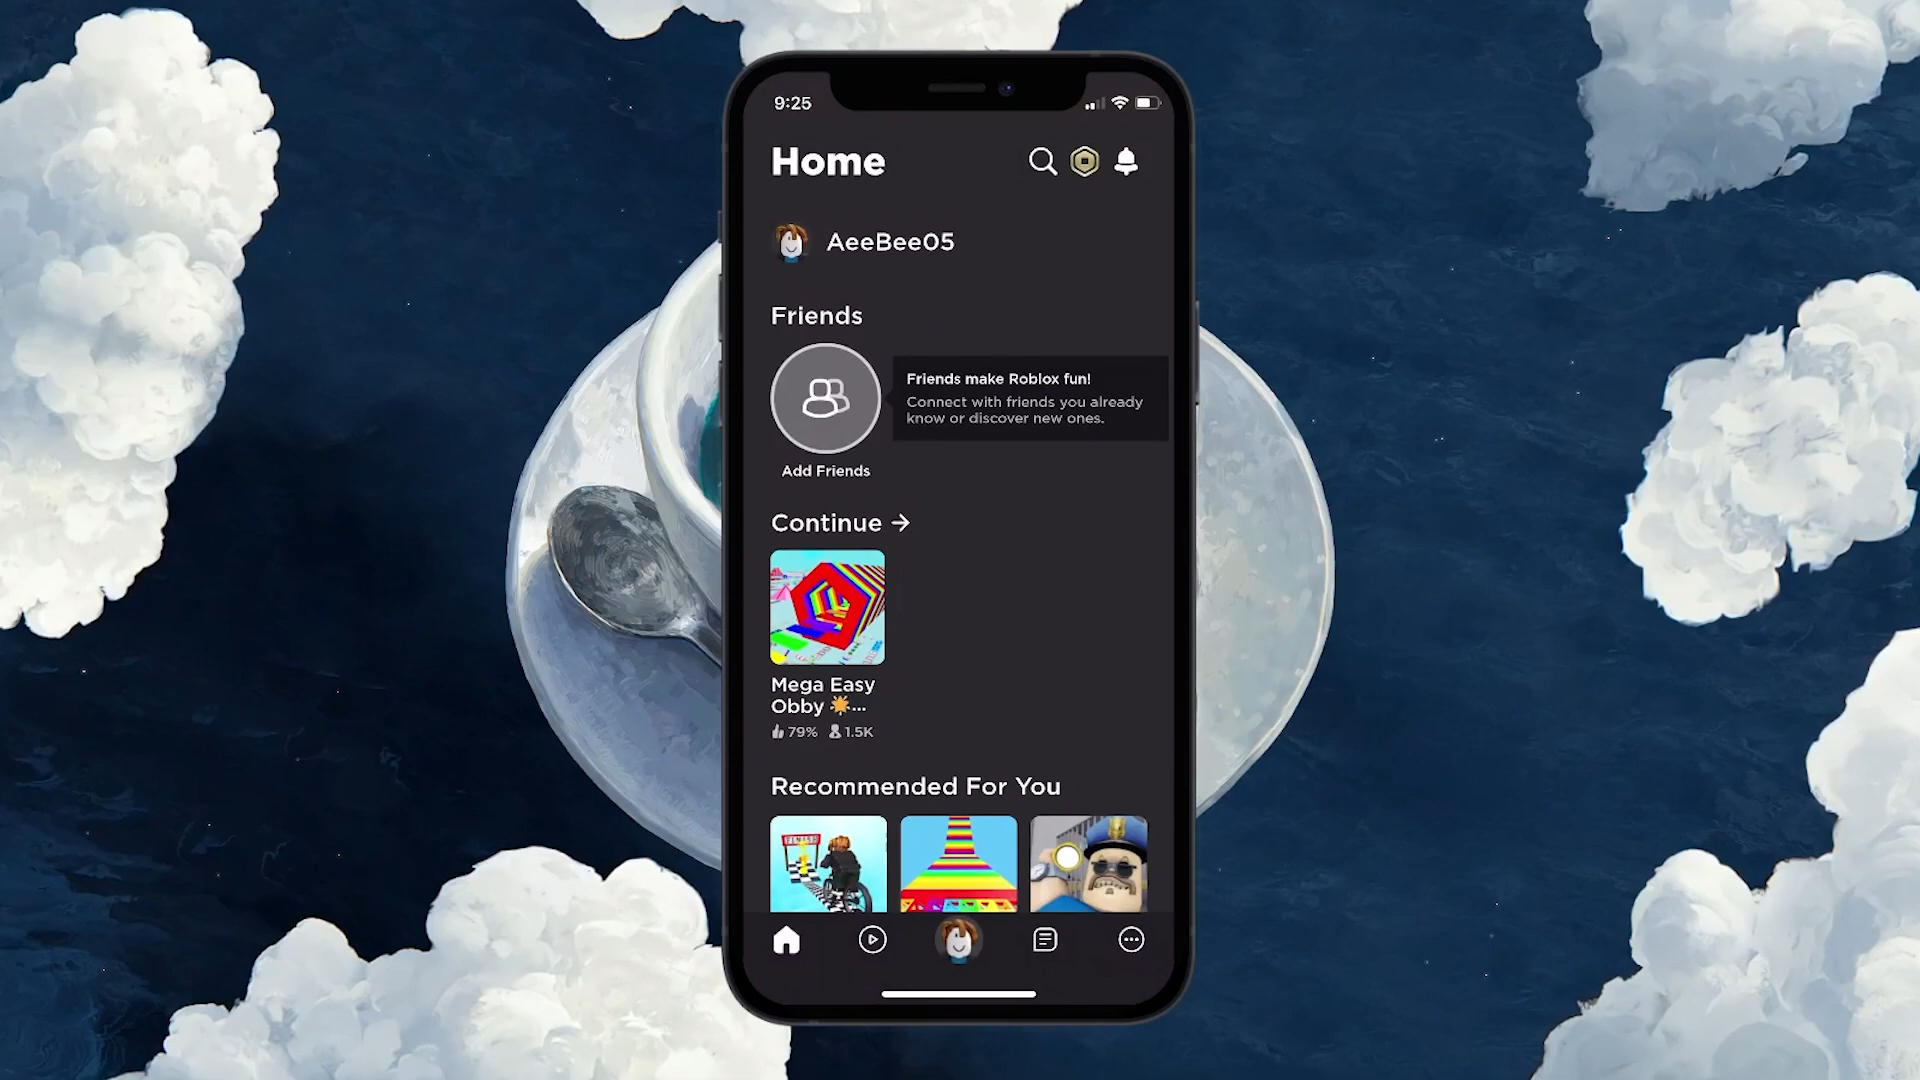 9:25
Home
AeeBee05
Friends
Friends make Roblox fun!
Connect with friends you already
know or discover new ones.
Add Friends
Continue →
Mega Easy
Obby 🌟...
79% 1.5K
Recommended For You
FINISH